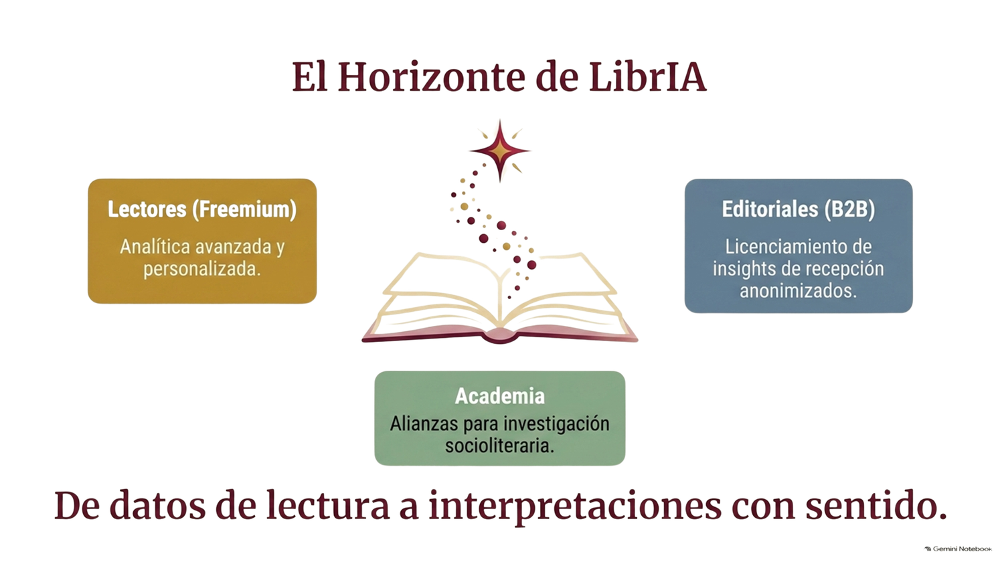 El Horizonte de LibrIA
Lectores (Freemium)
Analítica avanzada y
personalizada.
Editoriales (B2B)
Licenciamiento de
insights de recepción
anonimizados.
Academia
Alianzas para investigación
socioliteraria.
De datos de lectura a interpretaciones con sentido.
Gemini Notebook